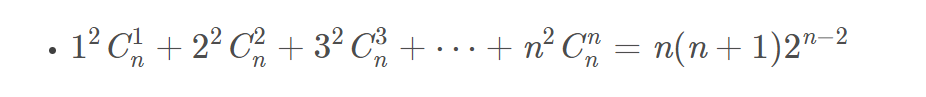 • 1² C_n^1 + 2² C_n^2 + 3² C_n^3 + ··· + n² C_n^n = n(n + 1)2^{n−2}